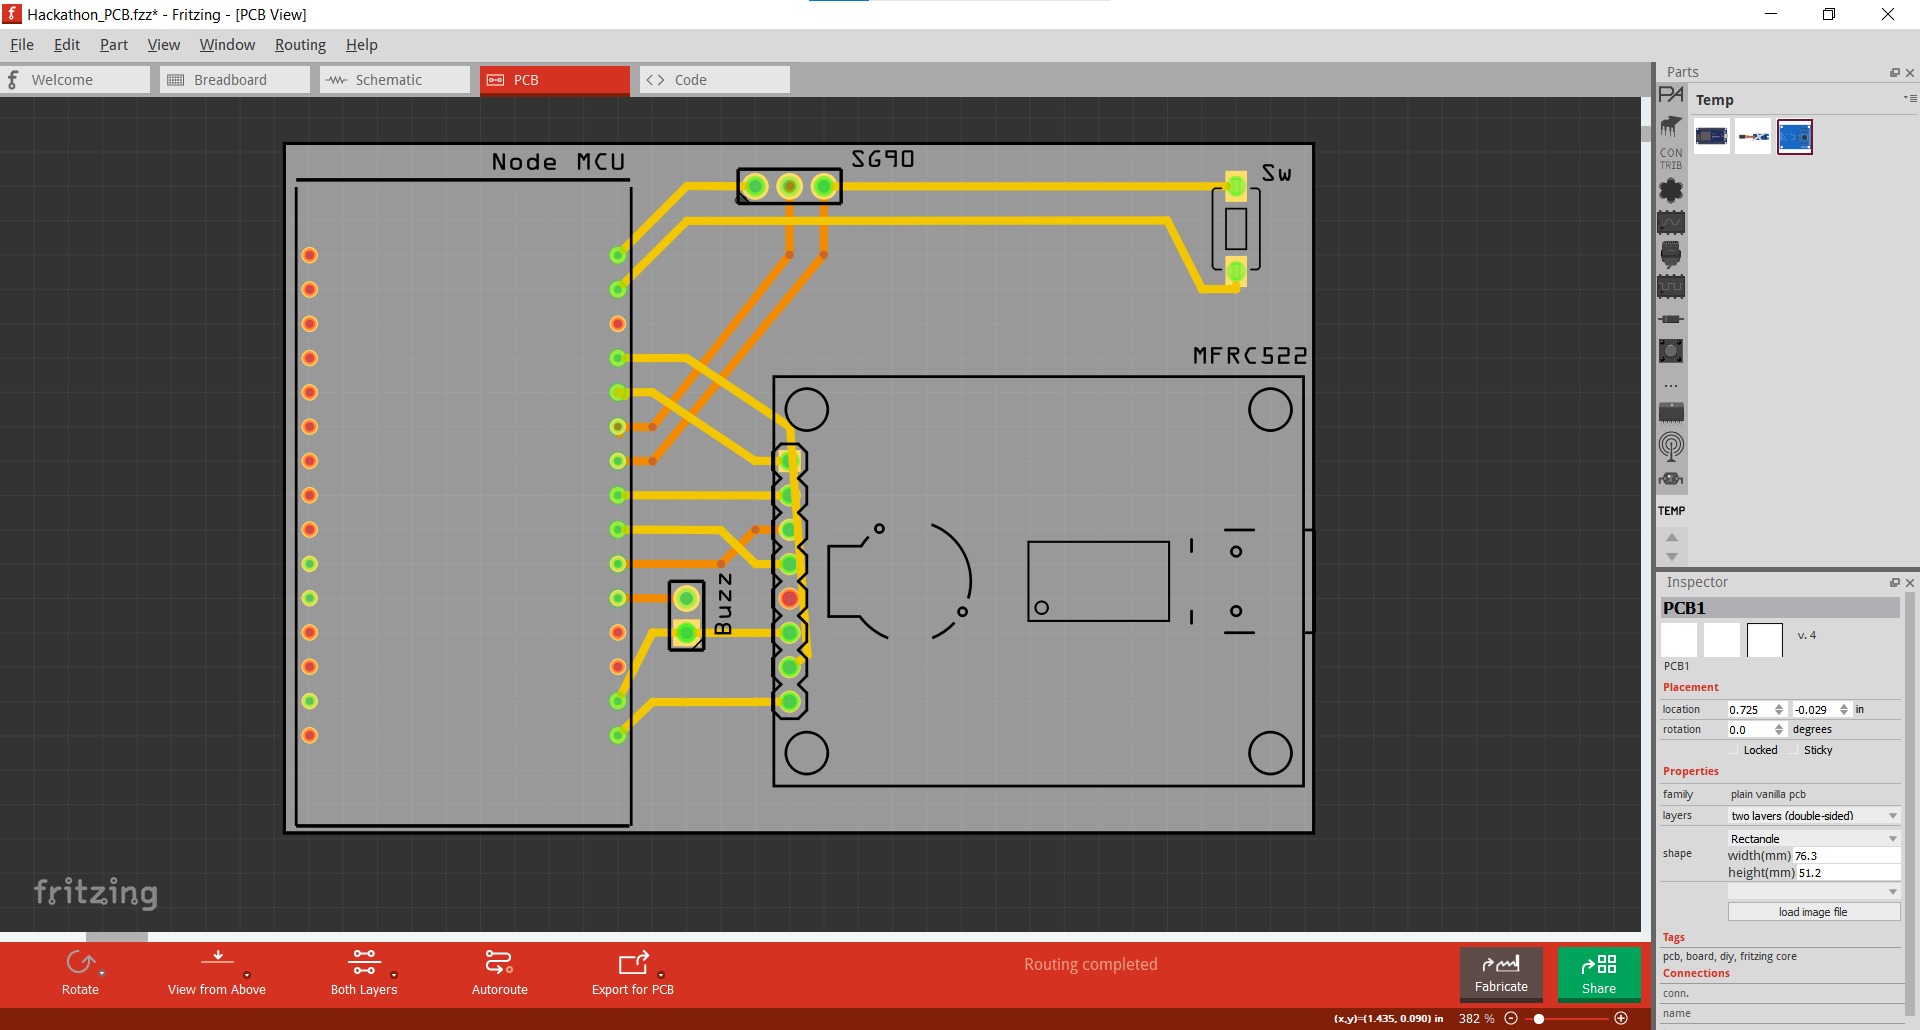 Hackathon_PCB.fzz* - Fritzing - [PCB View]
File Edit Part View Window Routing Help
Welcome Breadboard Schematic PCB Code
Parts
Temp
CON
TRIB
...
TEMP
Node MCU
SG90
Sw
MFRC522
Buzz
fritzing
Inspector
PCB1
v. 4
PCB1
Placement
location 0.725 -0.029 in
rotation 0.0 degrees
Locked Sticky
Properties
family plain vanilla pcb
layers two layers (double-sided)
shape Rectangle
width(mm) 76.3
height(mm) 51.2
load image file
Tags
pcb, board, diy, fritzing core
Connections
conn.
name
Rotate View from Above Both Layers Autoroute Export for PCB
Routing completed
Fabricate Share
(x,y)=(1.435, 0.090) in 382 %